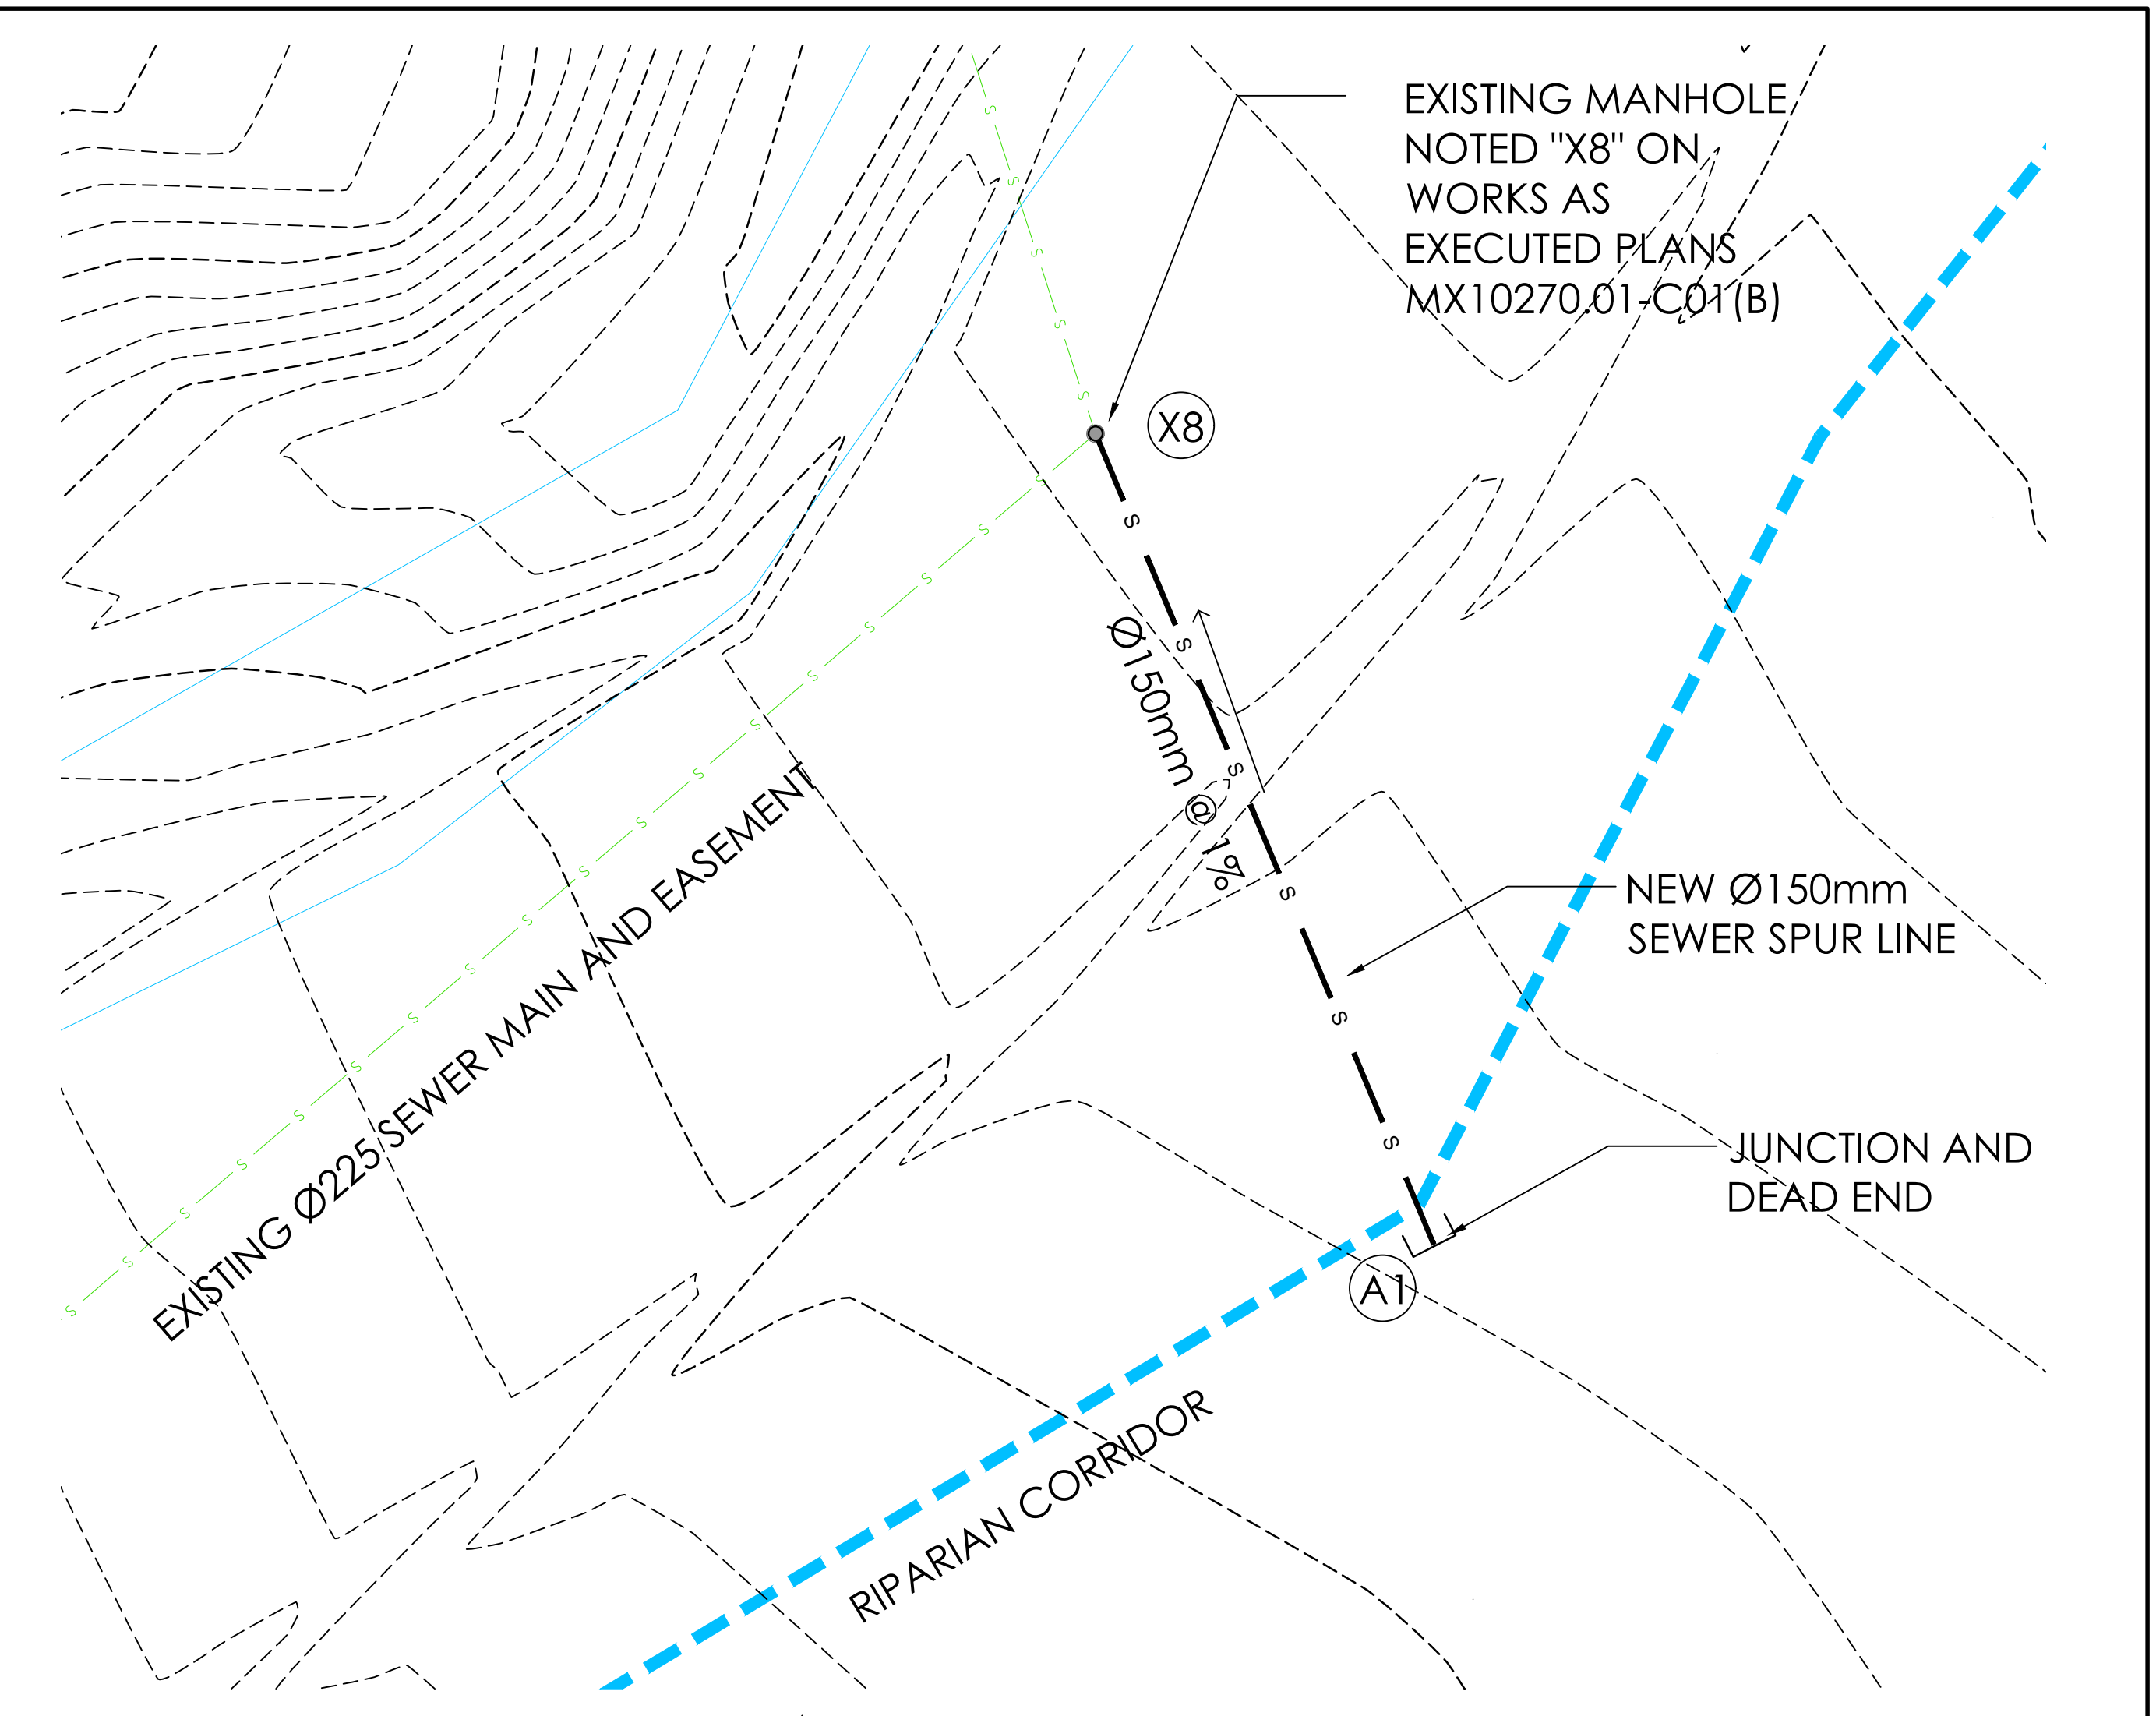 EXISTING MANHOLE
NOTED "X8" ON
WORKS AS
EXECUTED PLANS
MX10270.01-C01(B)
X8
Ø150mm @ 1%
NEW Ø150mm
SEWER SPUR LINE
EXISTING Ø225 SEWER MAIN AND EASEMENT
JUNCTION AND
DEAD END
A1
RIPARIAN CORRIDOR
S S S S S
S S S S S S S S S S S S S S S S S S
S S S S S S